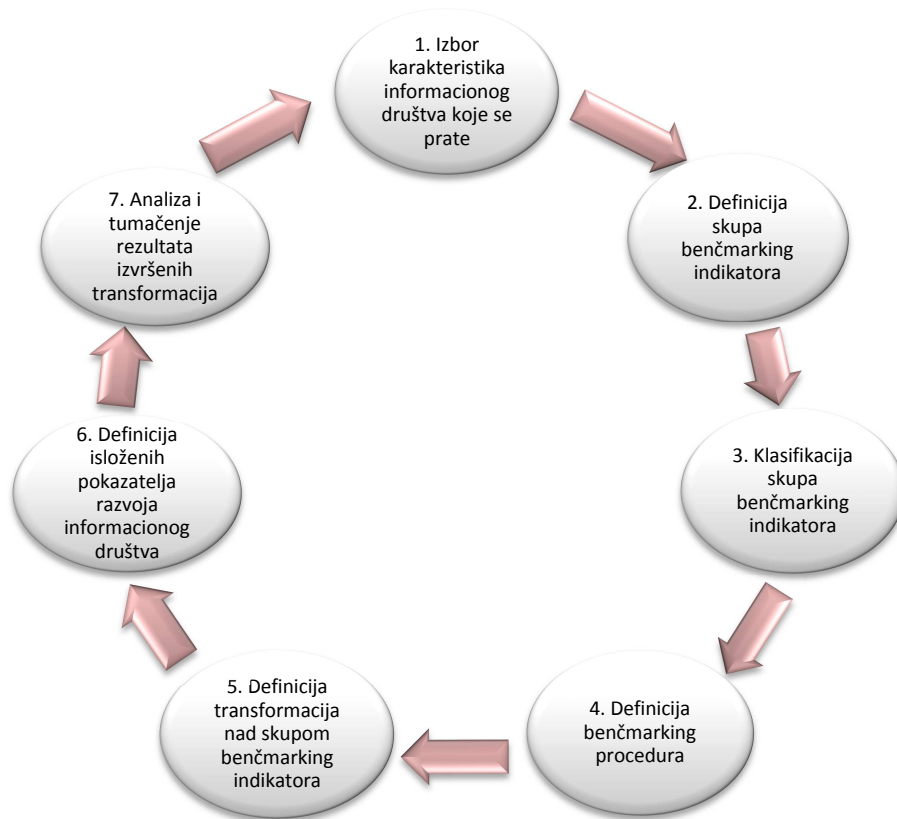 1. Izbor
karakteristika
informacionog
društva koje se
prate
2. Definicija
skupa
benčmarking
indikatora
3. Klasifikacija
skupa
benčmarking
indikatora
4. Definicija
benčmarking
procedura
5. Definicija
transformacija
nad skupom
benčmarking
indikatora
6. Definicija
isloženih
pokazatelja
razvoja
informacionog
društva
7. Analiza i
tumačenje
rezultata
izvršenih
transformacija